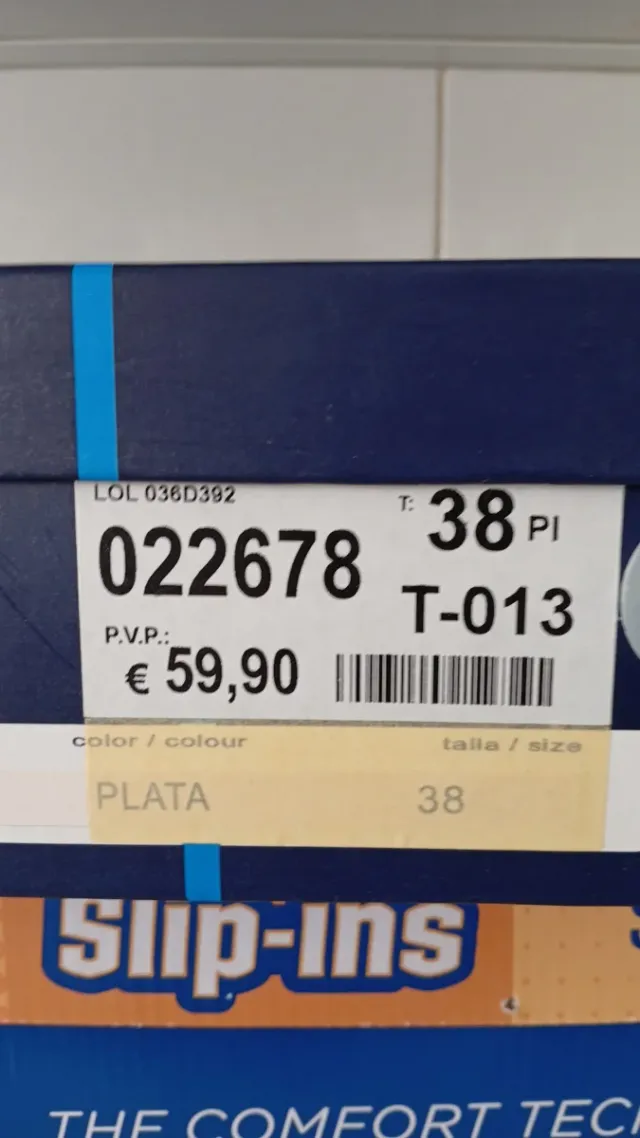 LOL 036D392
T: 38 PI
022678
T-013
P.V.P.:
€ 59,90
color / colour
talla / size
PLATA
38
Slip-ins
THE COMFORT TEC